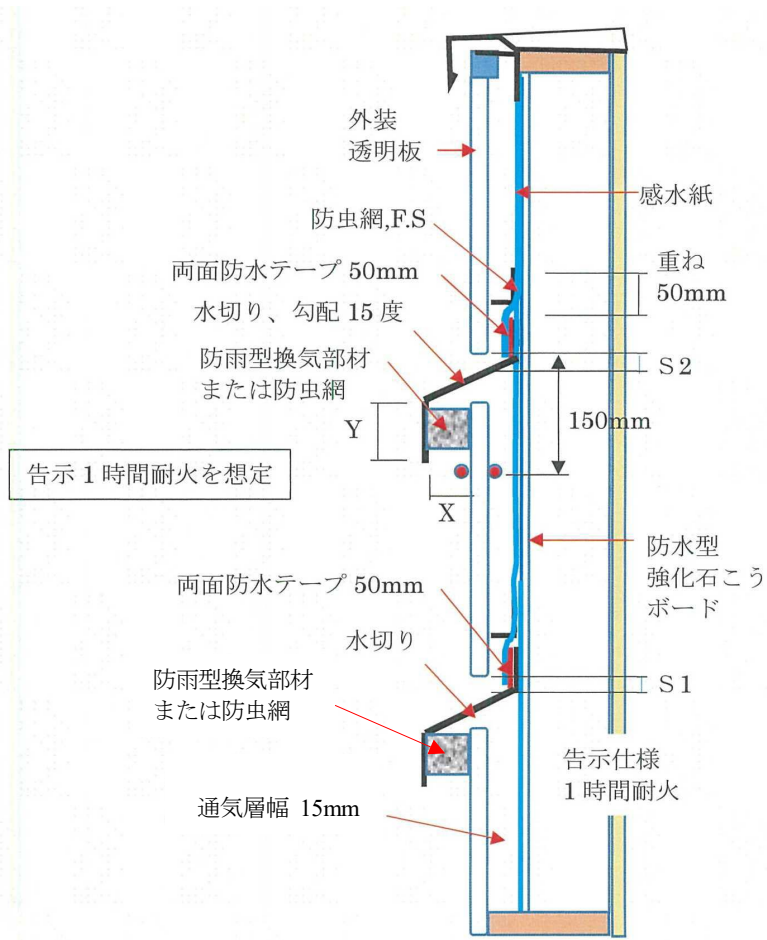 外装
透明板
感水紙
防虫網,F.S
重ね
50mm
両面防水テープ 50mm
水切り、勾配 15 度
防雨型換気部材
または防虫網
S 2
Y
150mm
告示 1 時間耐火を想定
X
防水型
強化石こう
ボード
両面防水テープ 50mm
水切り
防雨型換気部材
または防虫網
S 1
告示仕様
1 時間耐火
通気層幅 15mm